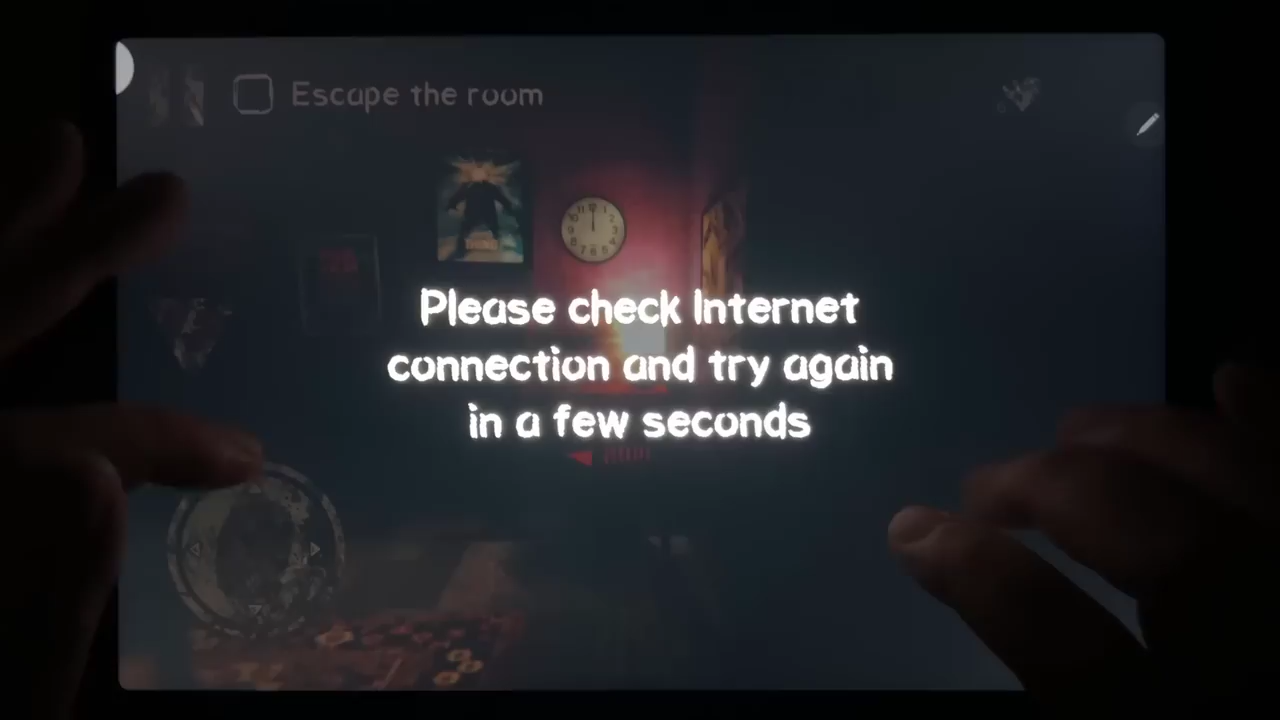 Escape the room
Please check Internet
connection and try again
in a few seconds